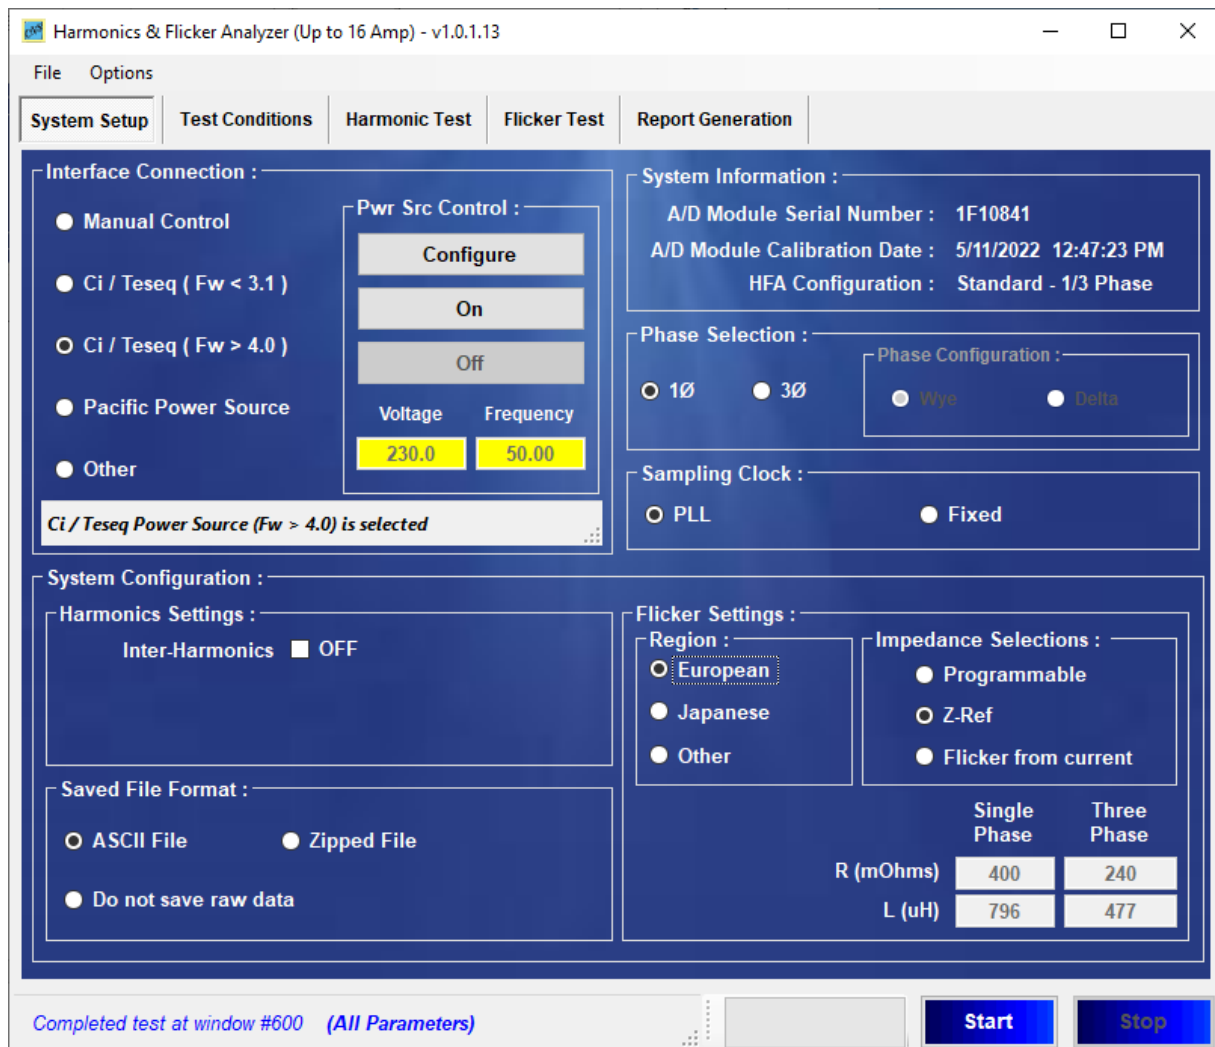 Harmonics & Flicker Analyzer (Up to 16 Amp) - v1.0.1.13
File Options
System Setup Test Conditions Harmonic Test Flicker Test Report Generation
Interface Connection :
Manual Control
Ci / Teseq ( Fw < 3.1 )
Ci / Teseq ( Fw > 4.0 )
Pacific Power Source
Other
Pwr Src Control :
Configure
On
Off
Voltage Frequency
230.0 50.00
Ci / Teseq Power Source (Fw > 4.0) is selected
System Information :
A/D Module Serial Number : 1F10841
A/D Module Calibration Date : 5/11/2022 12:47:23 PM
HFA Configuration : Standard - 1/3 Phase
Phase Selection :
1Ø 3Ø
Phase Configuration :
Wye Delta
Sampling Clock :
PLL Fixed
System Configuration :
Harmonics Settings :
Inter-Harmonics OFF
Saved File Format :
ASCII File Zipped File
Do not save raw data
Flicker Settings :
Region :
European
Japanese
Other
Impedance Selections :
Programmable
Z-Ref
Flicker from current
Single Phase Three Phase
R (mOhms) 400 240
L (uH) 796 477
Completed test at window #600 (All Parameters)
Start Stop